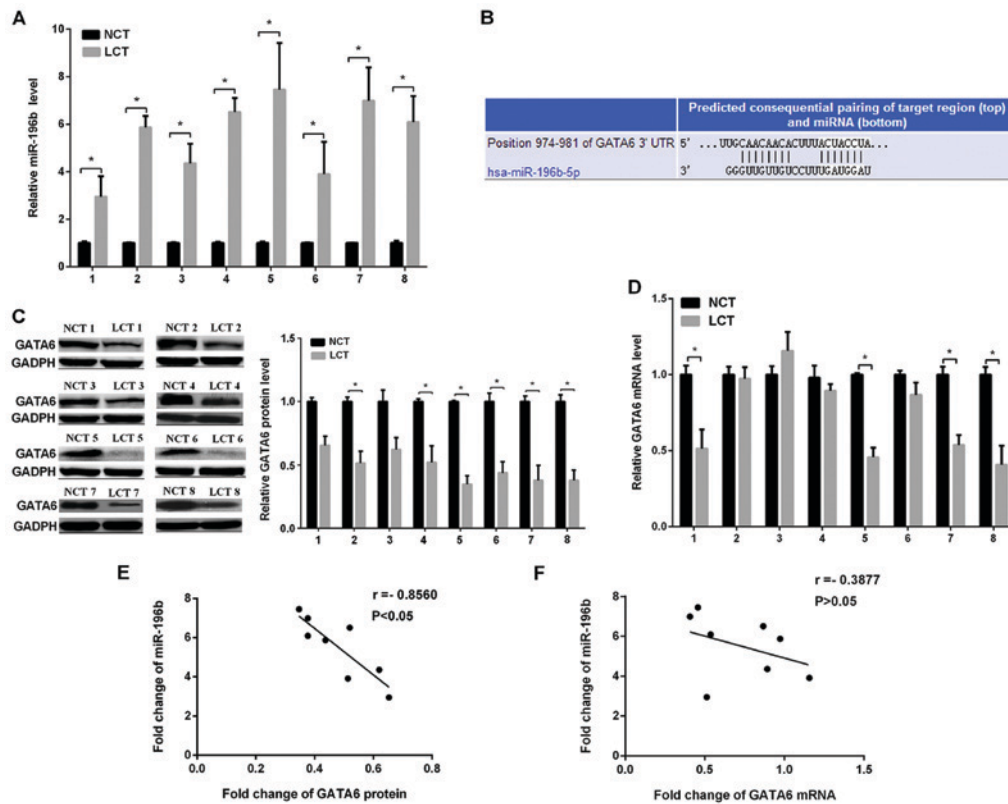 A
NCT
LCT
Relative miR-196b level
10
8
6
4
2
0
* * * * * * * *
1 2 3 4 5 6 7 8
B
Predicted consequential pairing of target region (top)
and miRNA (bottom)
Position 974-981 of GATA6 3' UTR 5' ...UUGCAACAACACUUUACUACCUA...
hsa-miR-196b-5p 3' GGGUUGUUGUCCUUUGAUGGAU
C
NCT 1 LCT 1 NCT 2 LCT 2
GATA6
GADPH
NCT 3 LCT 3 NCT 4 LCT 4
GATA6
GADPH
NCT 5 LCT 5 NCT 6 LCT 6
GATA6
GADPH
NCT 7 LCT 7 NCT 8 LCT 8
GATA6
GADPH
NCT
LCT
Relative GATA6 protein level
1.5
1.0
0.5
0.0
* * * * * *
1 2 3 4 5 6 7 8
D
NCT
LCT
Relative GATA6 mRNA level
1.5
1.0
0.5
0.0
* * * *
1 2 3 4 5 6 7 8
E
r =- 0.8560
P<0.05
Fold change of miR-196b
8
6
4
2
0
0.0 0.2 0.4 0.6 0.8
Fold change of GATA6 protein
F
r =- 0.3877
P>0.05
Fold change of miR-196b
8
6
4
2
0
0.0 0.5 1.0 1.5
Fold change of GATA6 mRNA